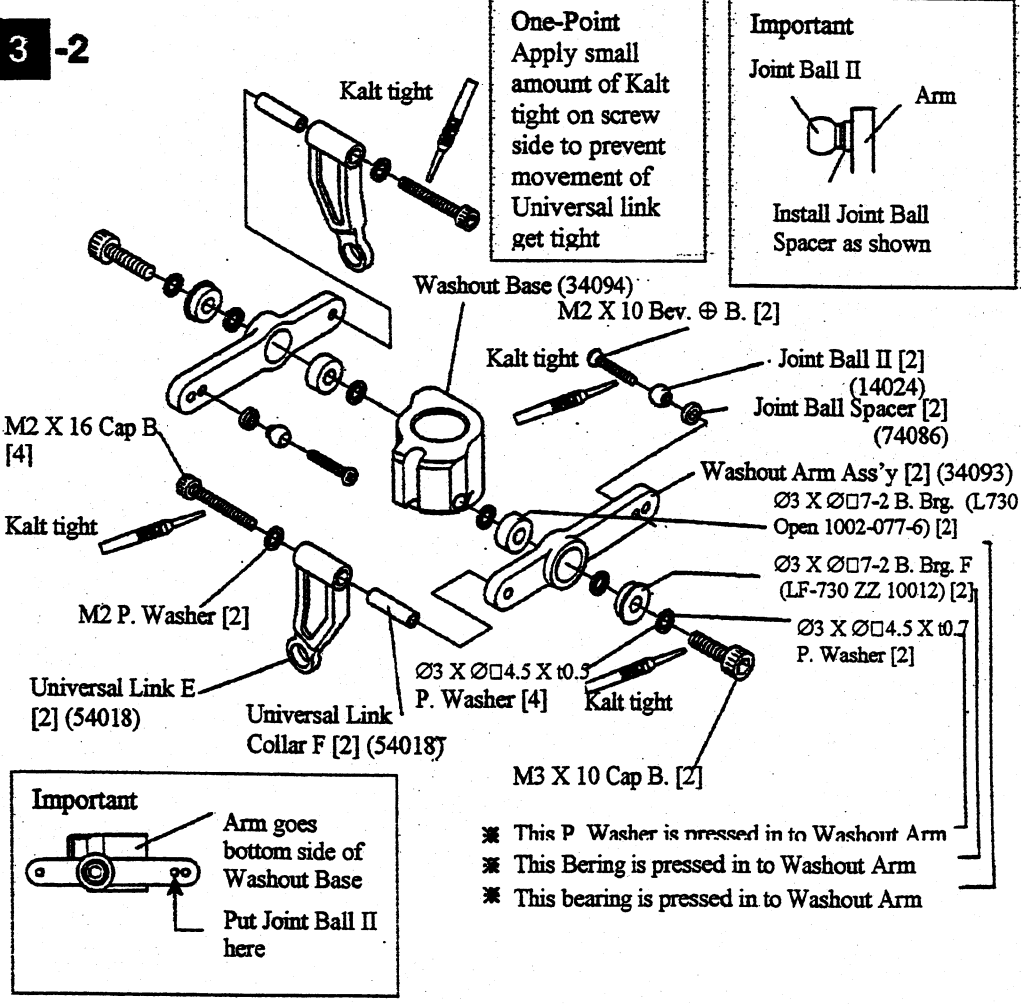 3 -2
Kalt tight
One-Point
Apply small
amount of Kalt
tight on screw
side to prevent
movement of
Universal link
get tight
Important
Joint Ball II
Arm
Install Joint Ball
Spacer as shown
Washout Base (34094)
M2 X 10 Bev. ⊕ B. [2]
Kalt tight
Joint Ball II [2]
(14024)
Joint Ball Spacer [2]
(74086)
M2 X 16 Cap B.
[4]
Washout Arm Ass'y [2] (34093)
Ø3 X Ø□7-2 B. Brg. (L730
Open 1002-077-6) [2]
Kalt tight
Ø3 X Ø□7-2 B. Brg. F
(LF-730 ZZ 10012) [2]
M2 P. Washer [2]
Ø3 X Ø□4.5 X t0.7
P. Washer [2]
Ø3 X Ø□4.5 X t0.5
P. Washer [4]
Kalt tight
Universal Link E
[2] (54018)
Universal Link
Collar F [2] (54018)
M3 X 10 Cap B. [2]
Important
Arm goes
bottom side of
Washout Base
Put Joint Ball II
here
※ This P. Washer is pressed in to Washout Arm
※ This Bering is pressed in to Washout Arm
※ This bearing is pressed in to Washout Arm